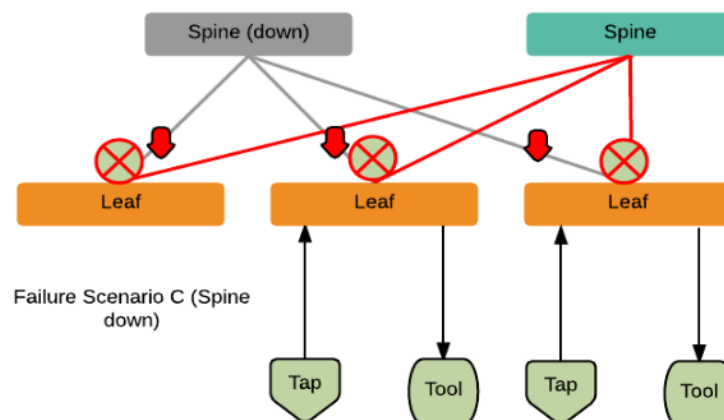 Spine (down)
Spine
Leaf
Leaf
Leaf
Failure Scenario C (Spine
down)
Tap
Tool
Tap
Tool